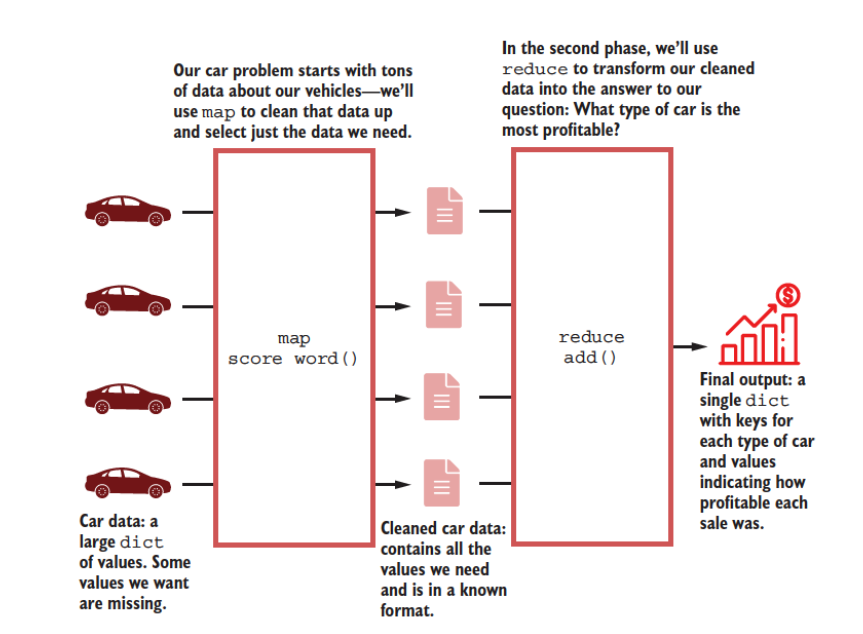 Our car problem starts with tons
of data about our vehicles—we’ll
use map to clean that data up
and select just the data we need.
In the second phase, we’ll use
reduce to transform our cleaned
data into the answer to our
question: What type of car is the
most profitable?
map
score word()
reduce
add()
$
Car data: a
large dict
of values. Some
values we want
are missing.
Cleaned car data:
contains all the
values we need
and is in a known
format.
Final output: a
single dict
with keys for
each type of car
and values
indicating how
profitable each
sale was.